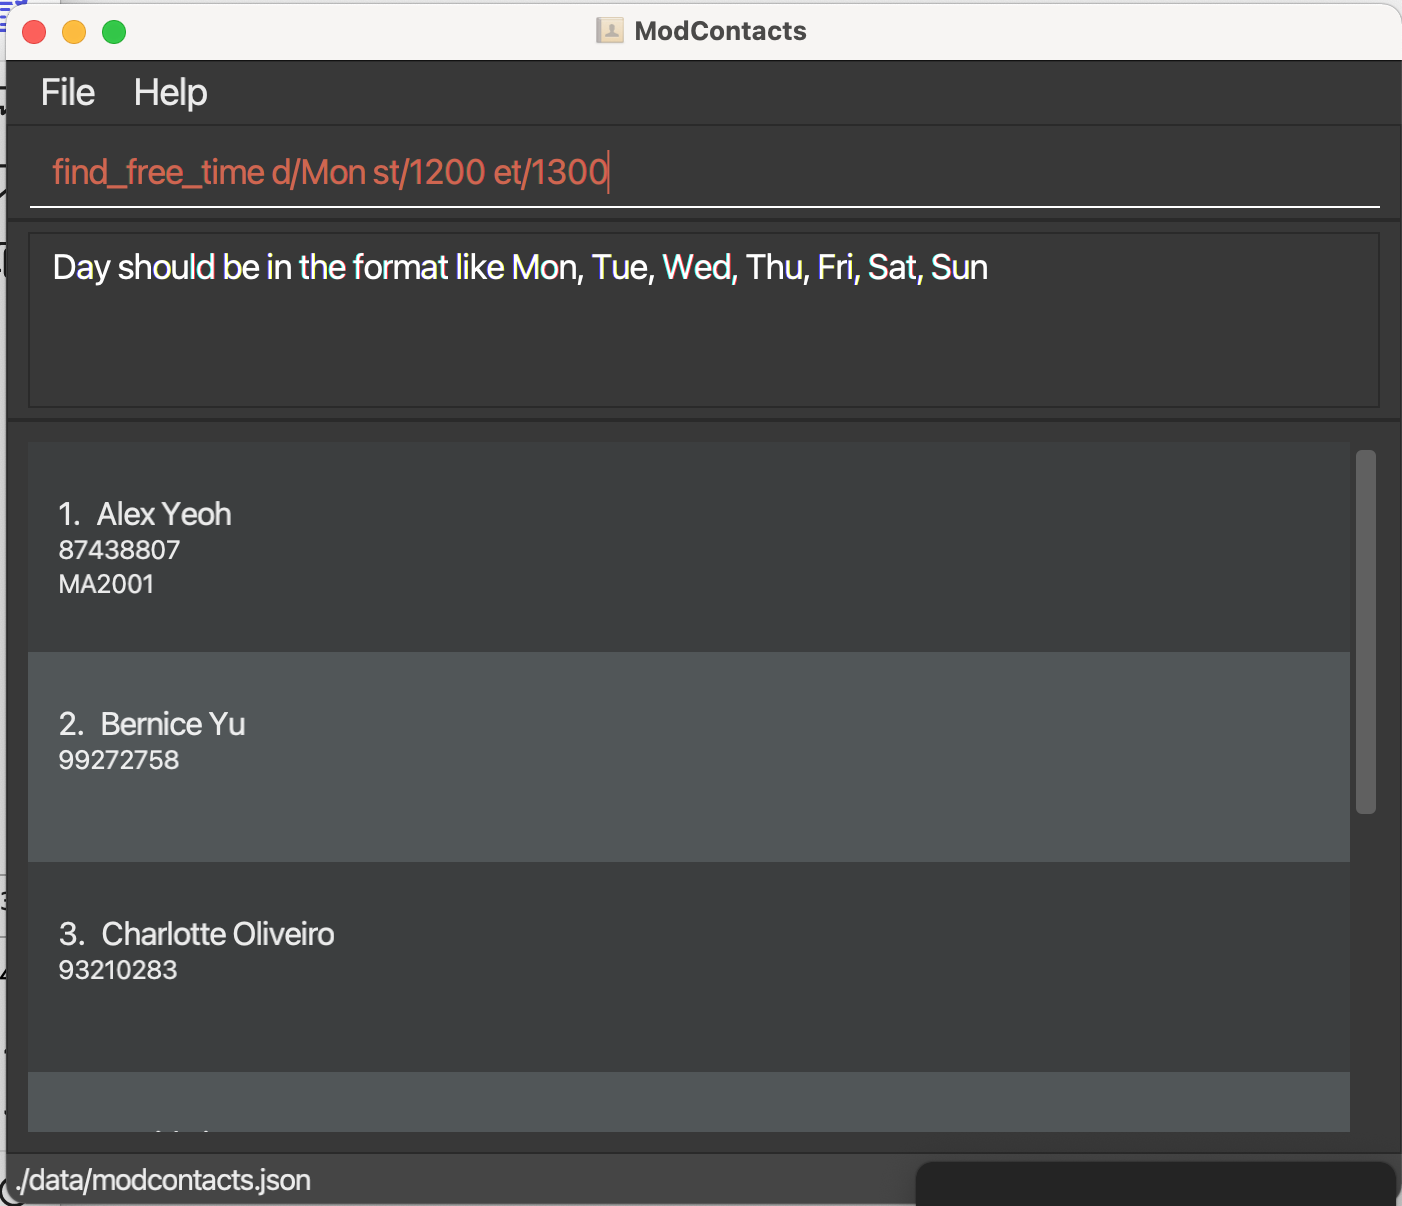 ModContacts
File Help
find_free_time d/Mon st/1200 et/1300
Day should be in the format like Mon, Tue, Wed, Thu, Fri, Sat, Sun
1. Alex Yeoh
87438807
MA2001
2. Bernice Yu
99272758
3. Charlotte Oliveiro
93210283
./data/modcontacts.json